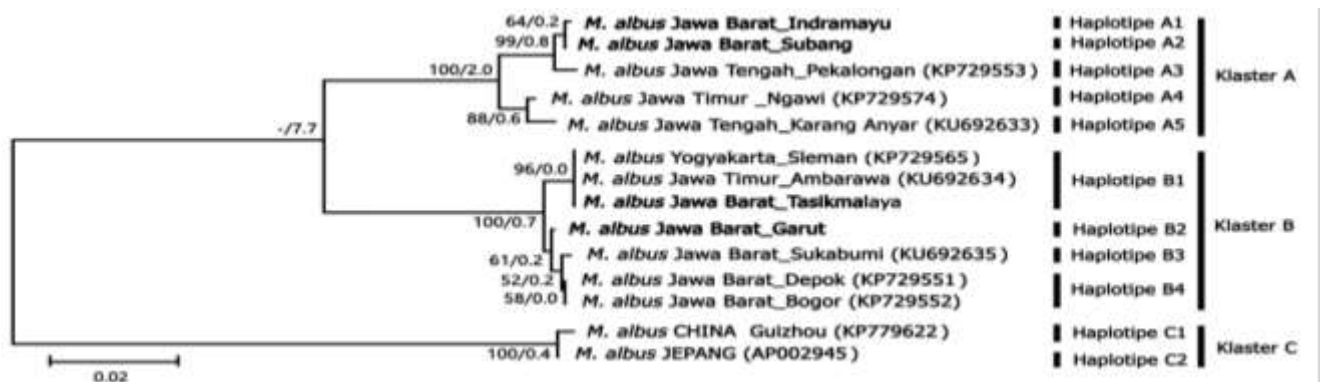 64/0.2 M. albus Jawa Barat_Indramayu Haplotipe A1
99/0.8 M. albus Jawa Barat_Subang Haplotipe A2
100/2.0 M. albus Jawa Tengah_Pekalongan (KP729553) Haplotipe A3 Klaster A
M. albus Jawa Timur _Ngawi (KP729574) Haplotipe A4
88/0.6 M. albus Jawa Tengah_Karang Anyar (KU692633) Haplotipe A5
-/7.7
M. albus Yogyakarta_Sleman (KP729565)
96/0.0 M. albus Jawa Timur_Ambarawa (KU692634) Haplotipe B1
M. albus Jawa Barat_Tasikmalaya
100/0.7 M. albus Jawa Barat_Garut Haplotipe B2 Klaster B
61/0.2 M. albus Jawa Barat_Sukabumi (KU692635) Haplotipe B3
52/0.2 M. albus Jawa Barat_Depok (KP729551) Haplotipe B4
58/0.0 M. albus Jawa Barat_Bogor (KP729552)
M. albus CHINA Guizhou (KP779622) Haplotipe C1 Klaster C
100/0.4 M. albus JEPANG (AP002945) Haplotipe C2
0.02